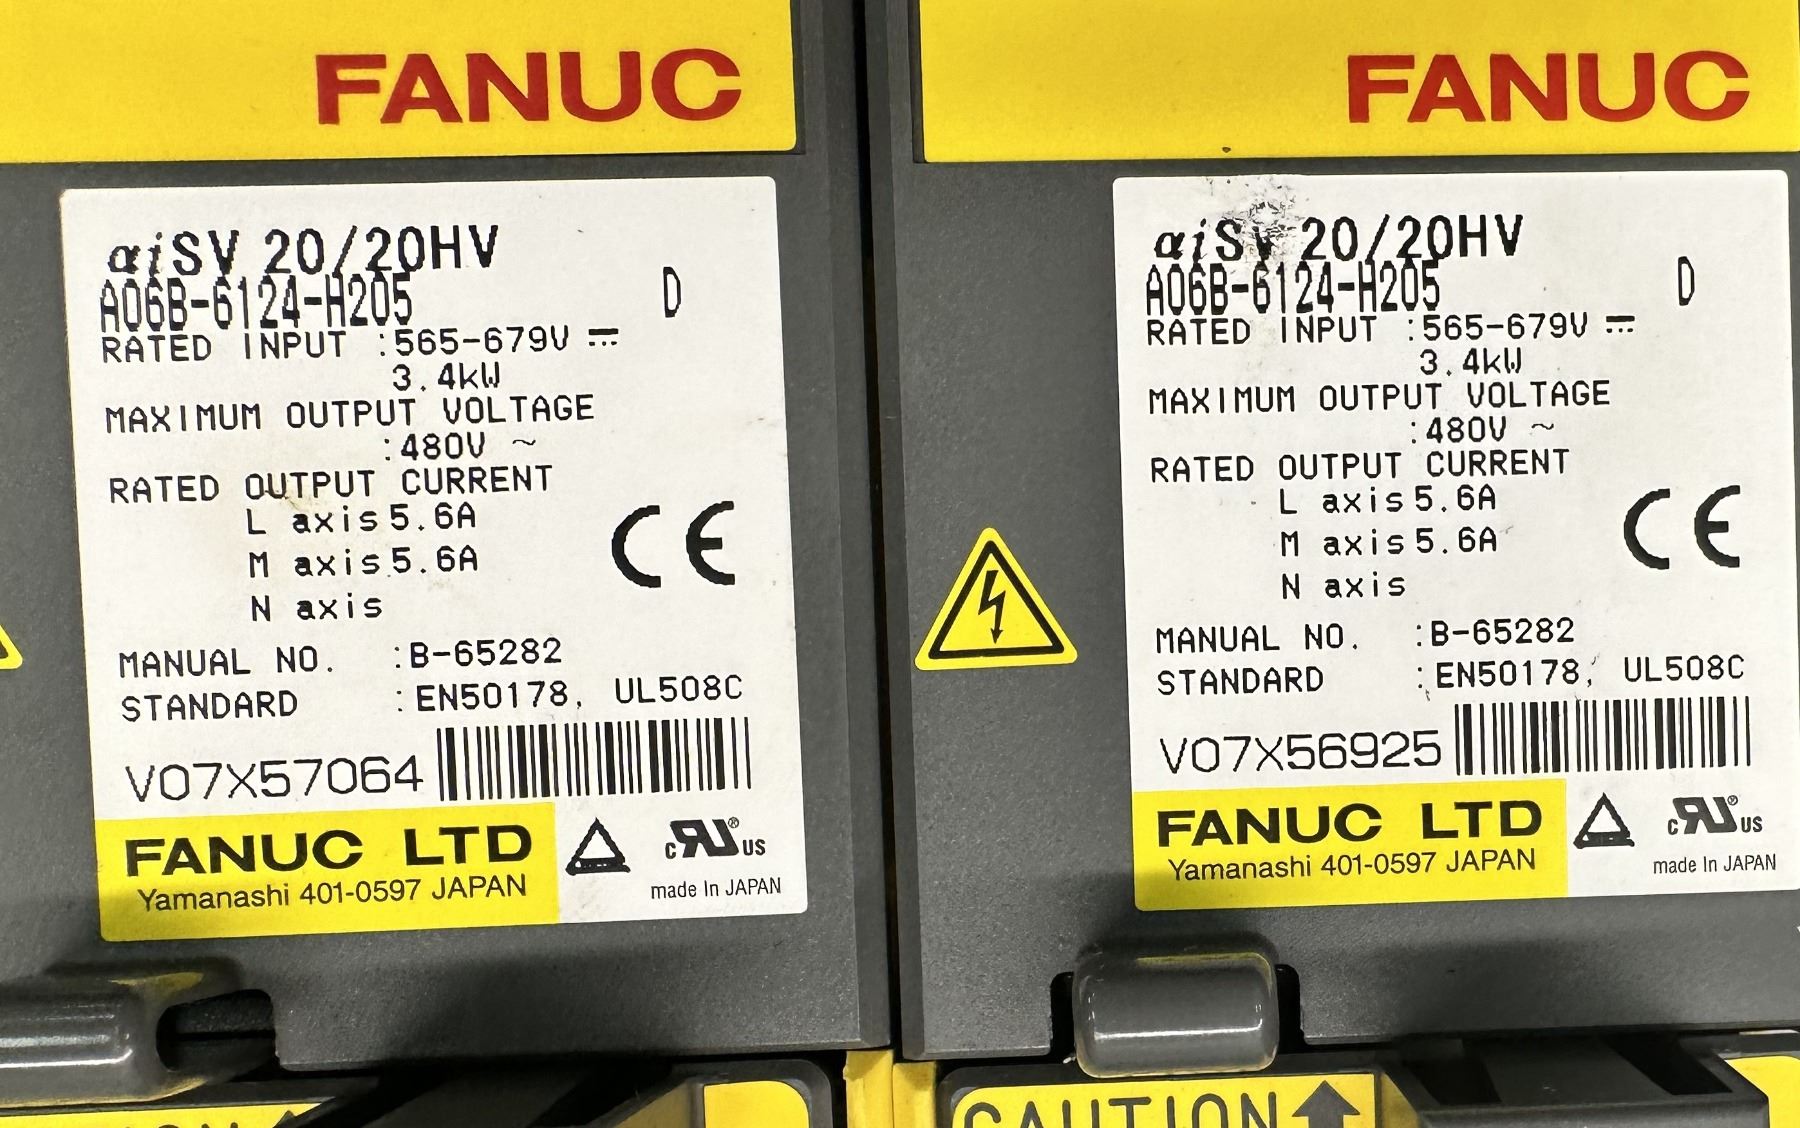 FANUC
αiSV 20/20HV
A06B-6124-H205
D
RATED INPUT :565-679V ⎓
3.4kW
MAXIMUM OUTPUT VOLTAGE
:480V ~
RATED OUTPUT CURRENT
L axis 5.6A
M axis 5.6A
N axis
CE
MANUAL NO. :B-65282
STANDARD :EN50178, UL508C
V07X57064
FANUC LTD
Yamanashi 401-0597 JAPAN
c RU ® US
made In JAPAN
FANUC
αiSV 20/20HV
A06B-6124-H205
D
RATED INPUT :565-679V ⎓
3.4kW
MAXIMUM OUTPUT VOLTAGE
:480V ~
RATED OUTPUT CURRENT
L axis 5.6A
M axis 5.6A
N axis
CE
MANUAL NO. :B-65282
STANDARD :EN50178, UL508C
V07X56925
FANUC LTD
Yamanashi 401-0597 JAPAN
c RU ® US
made In JAPAN
CAUTION